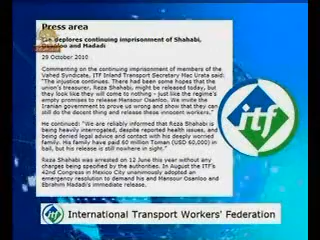 Press area
deplores continuing imprisonment of Shahabi,
Osanloo and Madadi
29 October 2010
Commenting on the continuing imprisonment of members of the
Vahed Syndicate, ITF Inland Transport Secretary Mac Urata said:
"The injustice continues. There had been some hopes that the
union's treasurer, Reza Shahabi, might be released today, but
they look like they will come to nothing - just like the regime's
empty promises to release Mansour Osanloo. We invite the
Iranian government to prove us wrong and show that they can
still do the decent thing and release these innocent workers."
He continued: "We are reliably informed that Reza Shahabi is
being heavily interrogated, despite reported health issues, and is
being denied legal advice and contact with his deeply worried
family. His family have paid 60 million Toman (USD 60,000) in
bail, but his release is still nowhere in sight."
Reza Shahabi was arrested on 12 June this year without any
charges being specified by the authorities. In August the ITF's
42nd Congress in Mexico City unanimously adopted an
emergency resolution to demand his and Mansour Osanloo and
Ebrahim Madadi's immediate release.
itf
itf
International Transport Workers' Federation